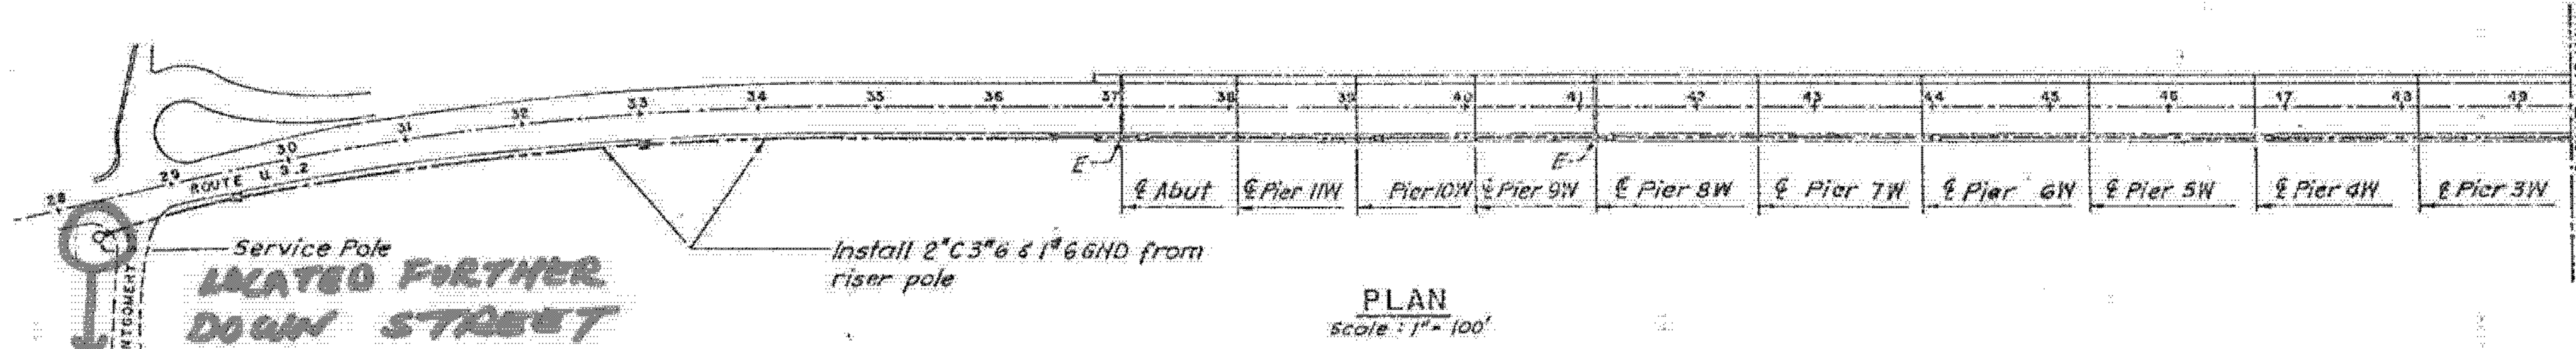 28 29 30 31 32 33 34 35 36 37 38 39 40 41 42 43 44 45 46 47 48 49
ROUTE U.S. 2
E
E
℄ Abut ℄ Pier 11W Pier 10W ℄ Pier 9W ℄ Pier 8W ℄ Pier 7W ℄ Pier 6W ℄ Pier 5W ℄ Pier 4W ℄ Pier 3W
Service Pole
LOCATED FURTHER
DOWN STREET
NTGOMERY
Install 2"C 3#6 & 1#6 GND from
riser pole
PLAN
Scale: 1"= 100'